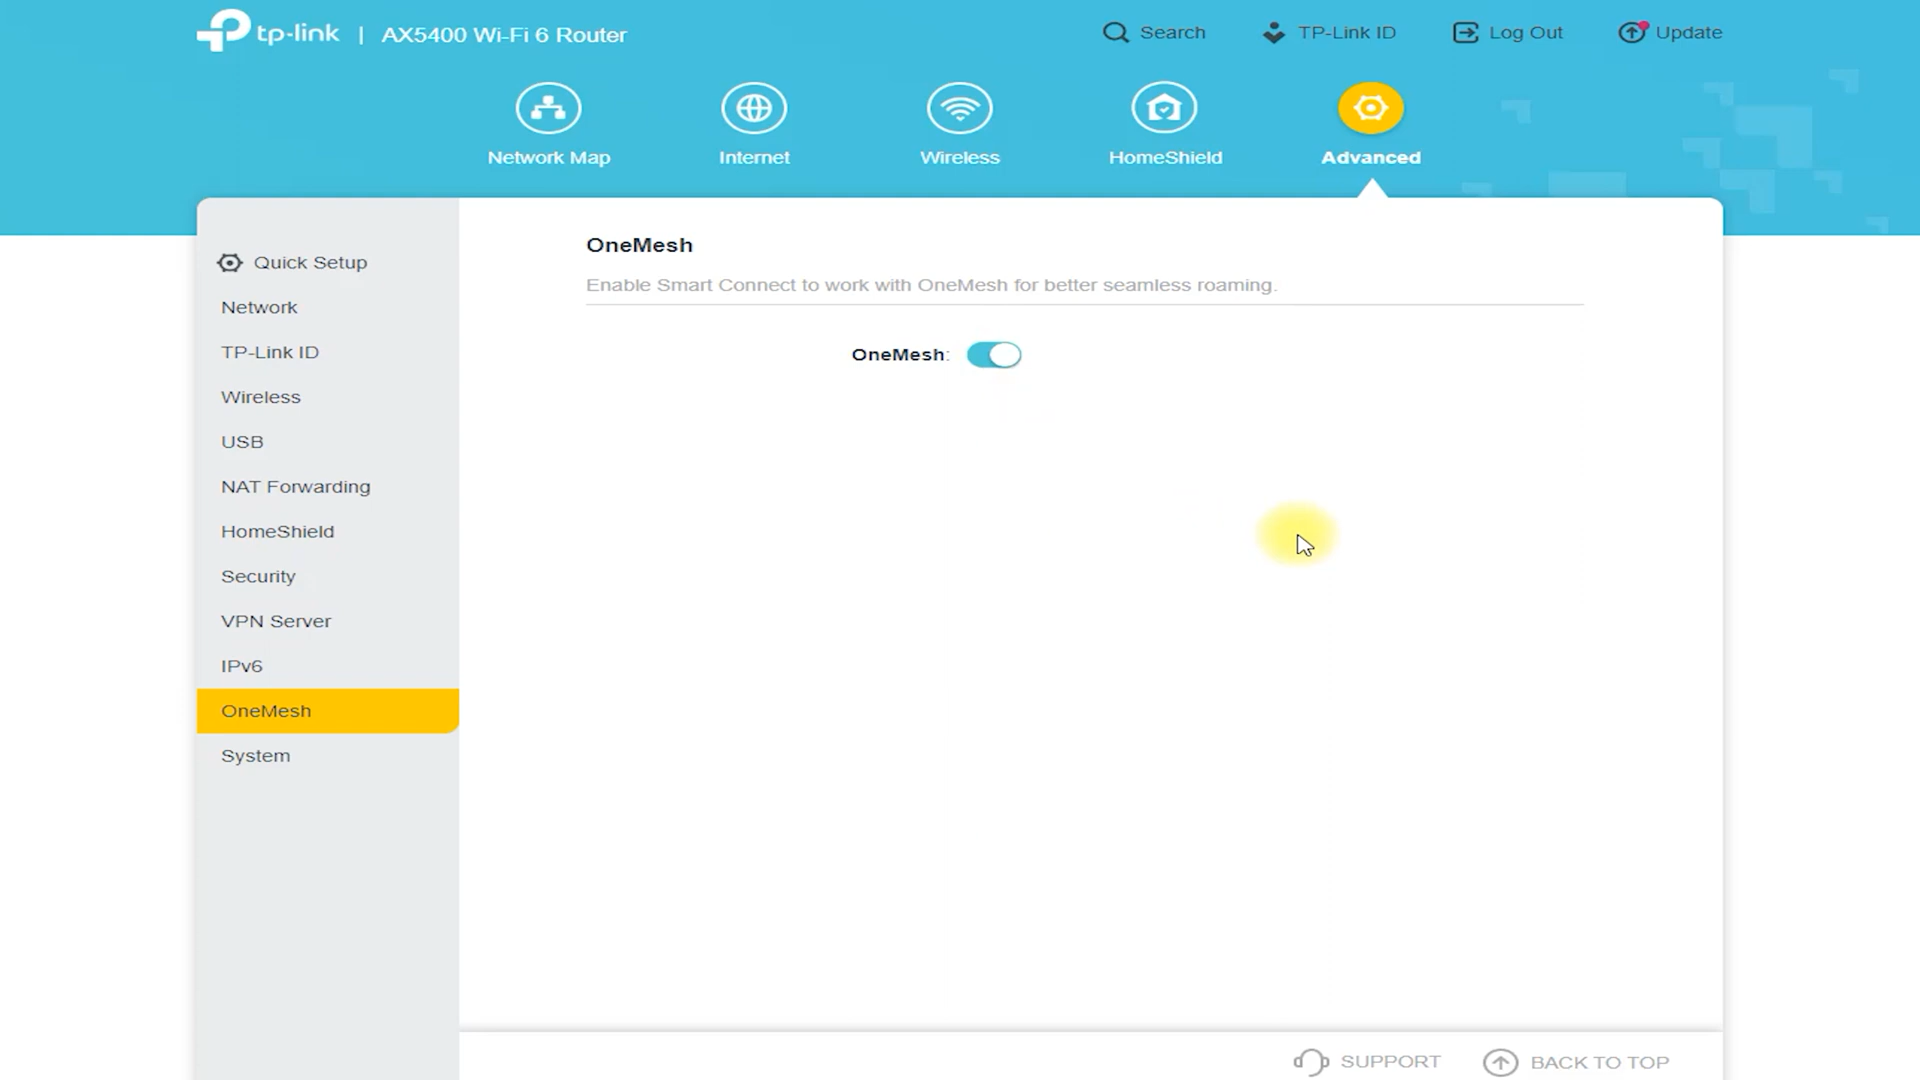 tp-link | AX5400 Wi-Fi 6 Router
Search
TP-Link ID
Log Out
Update
Network Map
Internet
Wireless
HomeShield
Advanced
Quick Setup
Network
TP-Link ID
Wireless
USB
NAT Forwarding
HomeShield
Security
VPN Server
IPv6
OneMesh
System
OneMesh
Enable Smart Connect to work with OneMesh for better seamless roaming.
OneMesh:
SUPPORT
BACK TO TOP